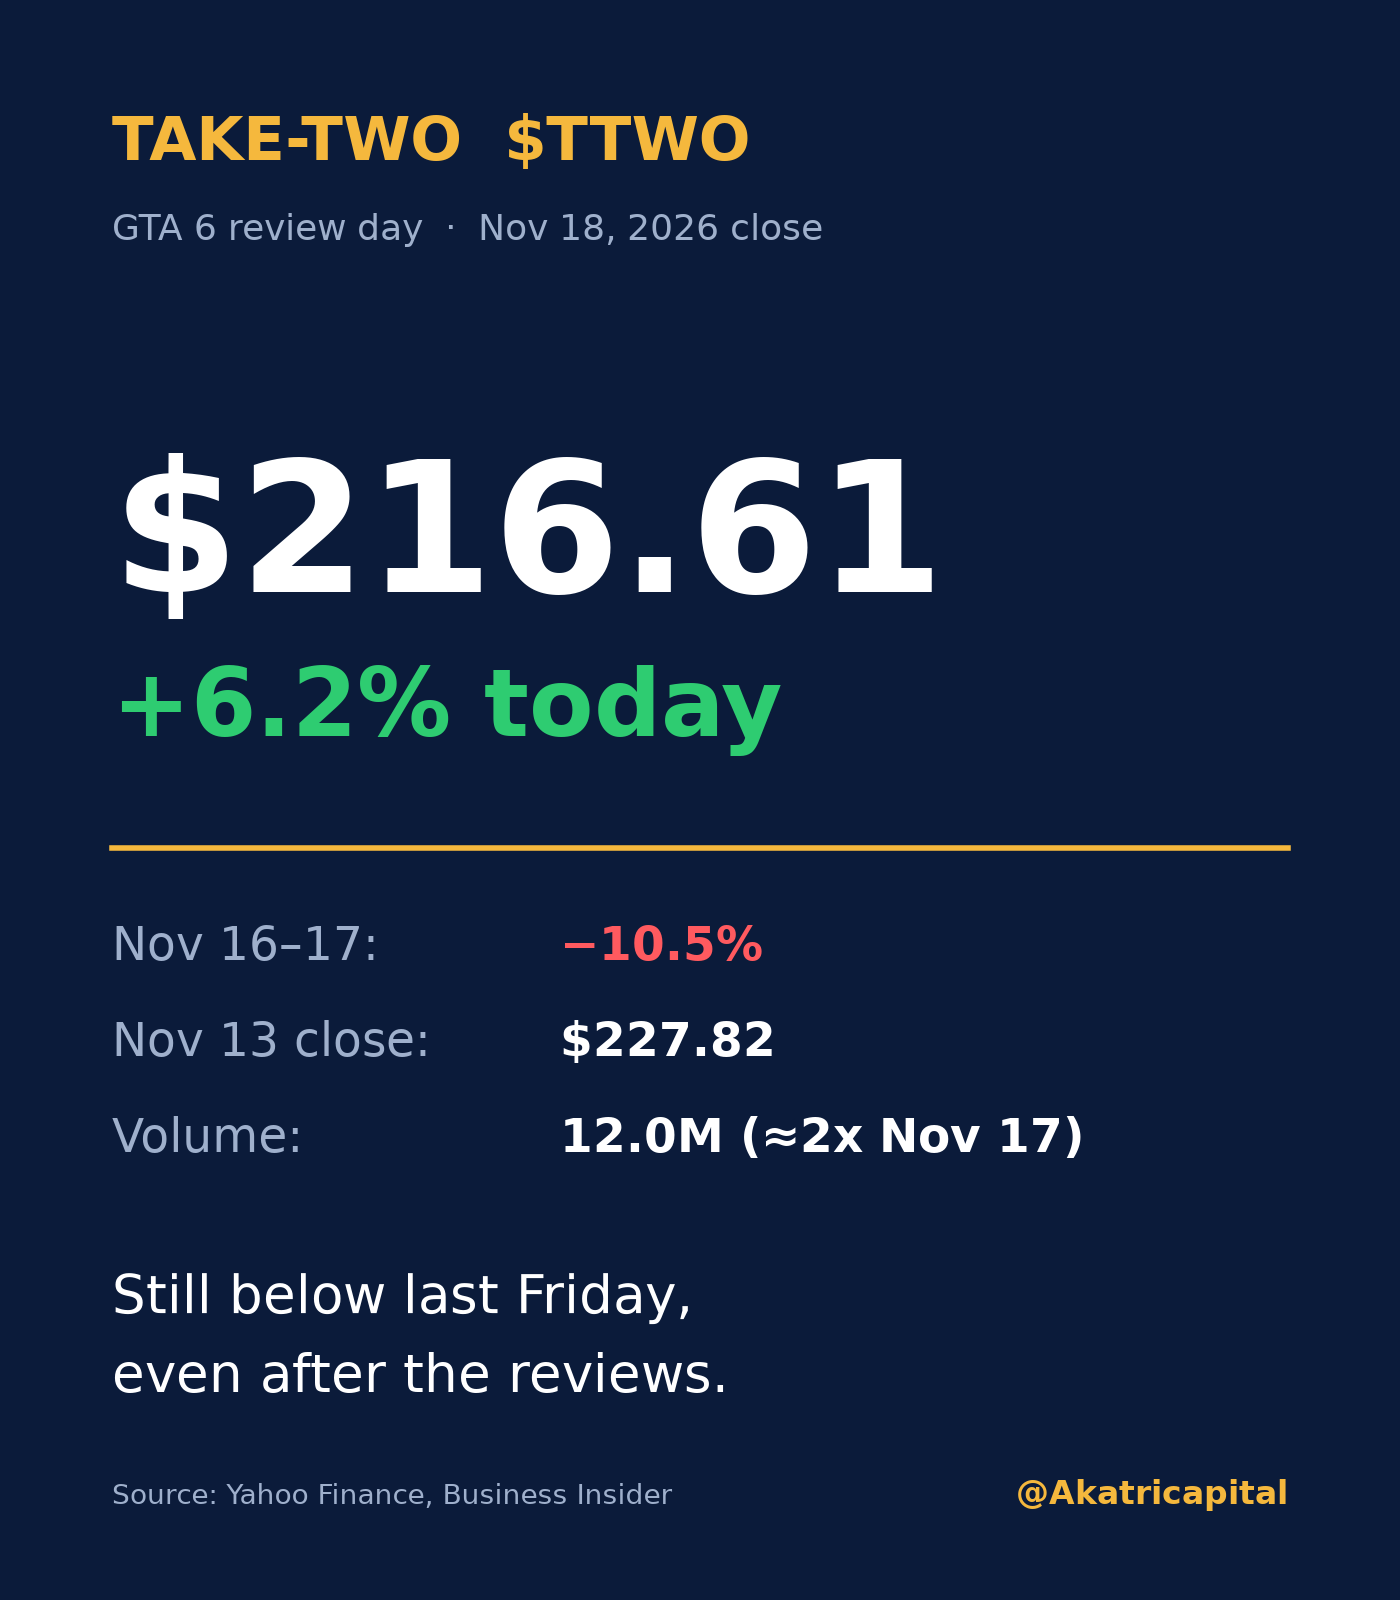 TAKE-TWO $TTWO
GTA 6 review day · Nov 18, 2026 close
$216.61
+6.2% today
Nov 16–17: −10.5%
Nov 13 close: $227.82
Volume: 12.0M (≈2x Nov 17)
Still below last Friday,
even after the reviews.
Source: Yahoo Finance, Business Insider
@Akatricapital